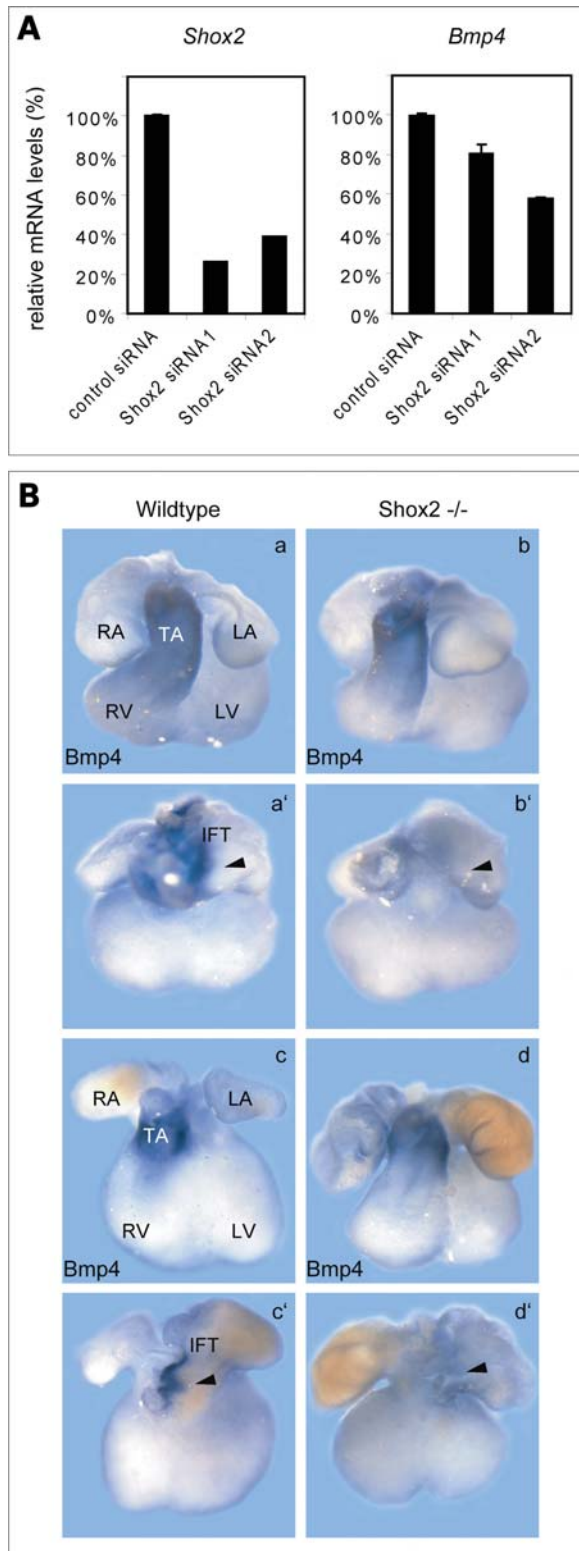 A
Shox2
Bmp4
relative mRNA levels (%)
100%
80%
60%
40%
20%
0%
control siRNA
Shox2 siRNA1
Shox2 siRNA2
100%
80%
60%
40%
20%
0%
control siRNA
Shox2 siRNA1
Shox2 siRNA2
B
Wildtype
Shox2 -/-
a
RA
TA
LA
RV
LV
Bmp4
b
a‘
IFT
b‘
c
RA
TA
LA
RV
LV
Bmp4
d
Bmp4
c‘
IFT
d‘